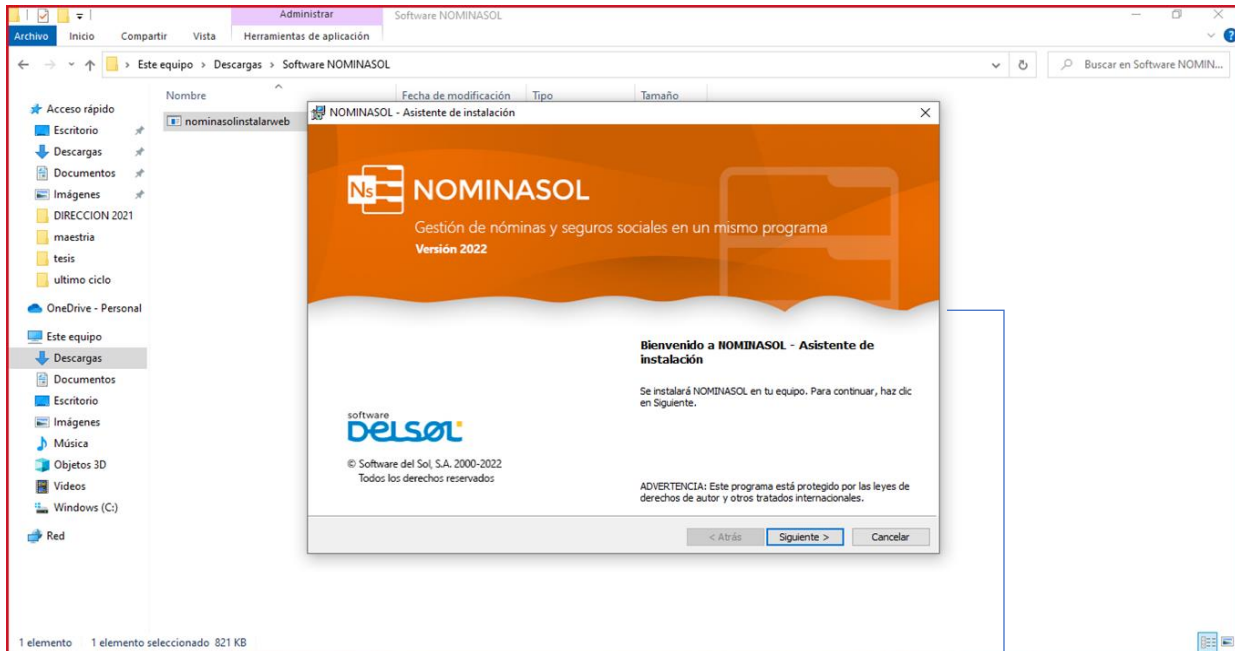 Administrar
Software NOMINASOL
Archivo Inicio Compartir Vista Herramientas de aplicación
Este equipo > Descargas > Software NOMINASOL
Buscar en Software NOMIN...
Nombre Fecha de modificación Tipo Tamaño
nominasolinstalarweb
Acceso rápido
Escritorio
Descargas
Documentos
Imágenes
DIRECCION 2021
maestria
tesis
ultimo ciclo
OneDrive - Personal
Este equipo
Descargas
Documentos
Escritorio
Imágenes
Música
Objetos 3D
Videos
Windows (C:)
Red
NOMINASOL - Asistente de instalación
Ns NOMINASOL
Gestión de nóminas y seguros sociales en un mismo programa
Versión 2022
Bienvenido a NOMINASOL - Asistente de
instalación
Se instalará NOMINASOL en tu equipo. Para continuar, haz clic
en Siguiente.
software
DELSOL
© Software del Sol, S.A. 2000-2022
Todos los derechos reservados
ADVERTENCIA: Este programa está protegido por las leyes de
derechos de autor y otros tratados internacionales.
< Atrás Siguiente > Cancelar
1 elemento 1 elemento seleccionado 821 KB